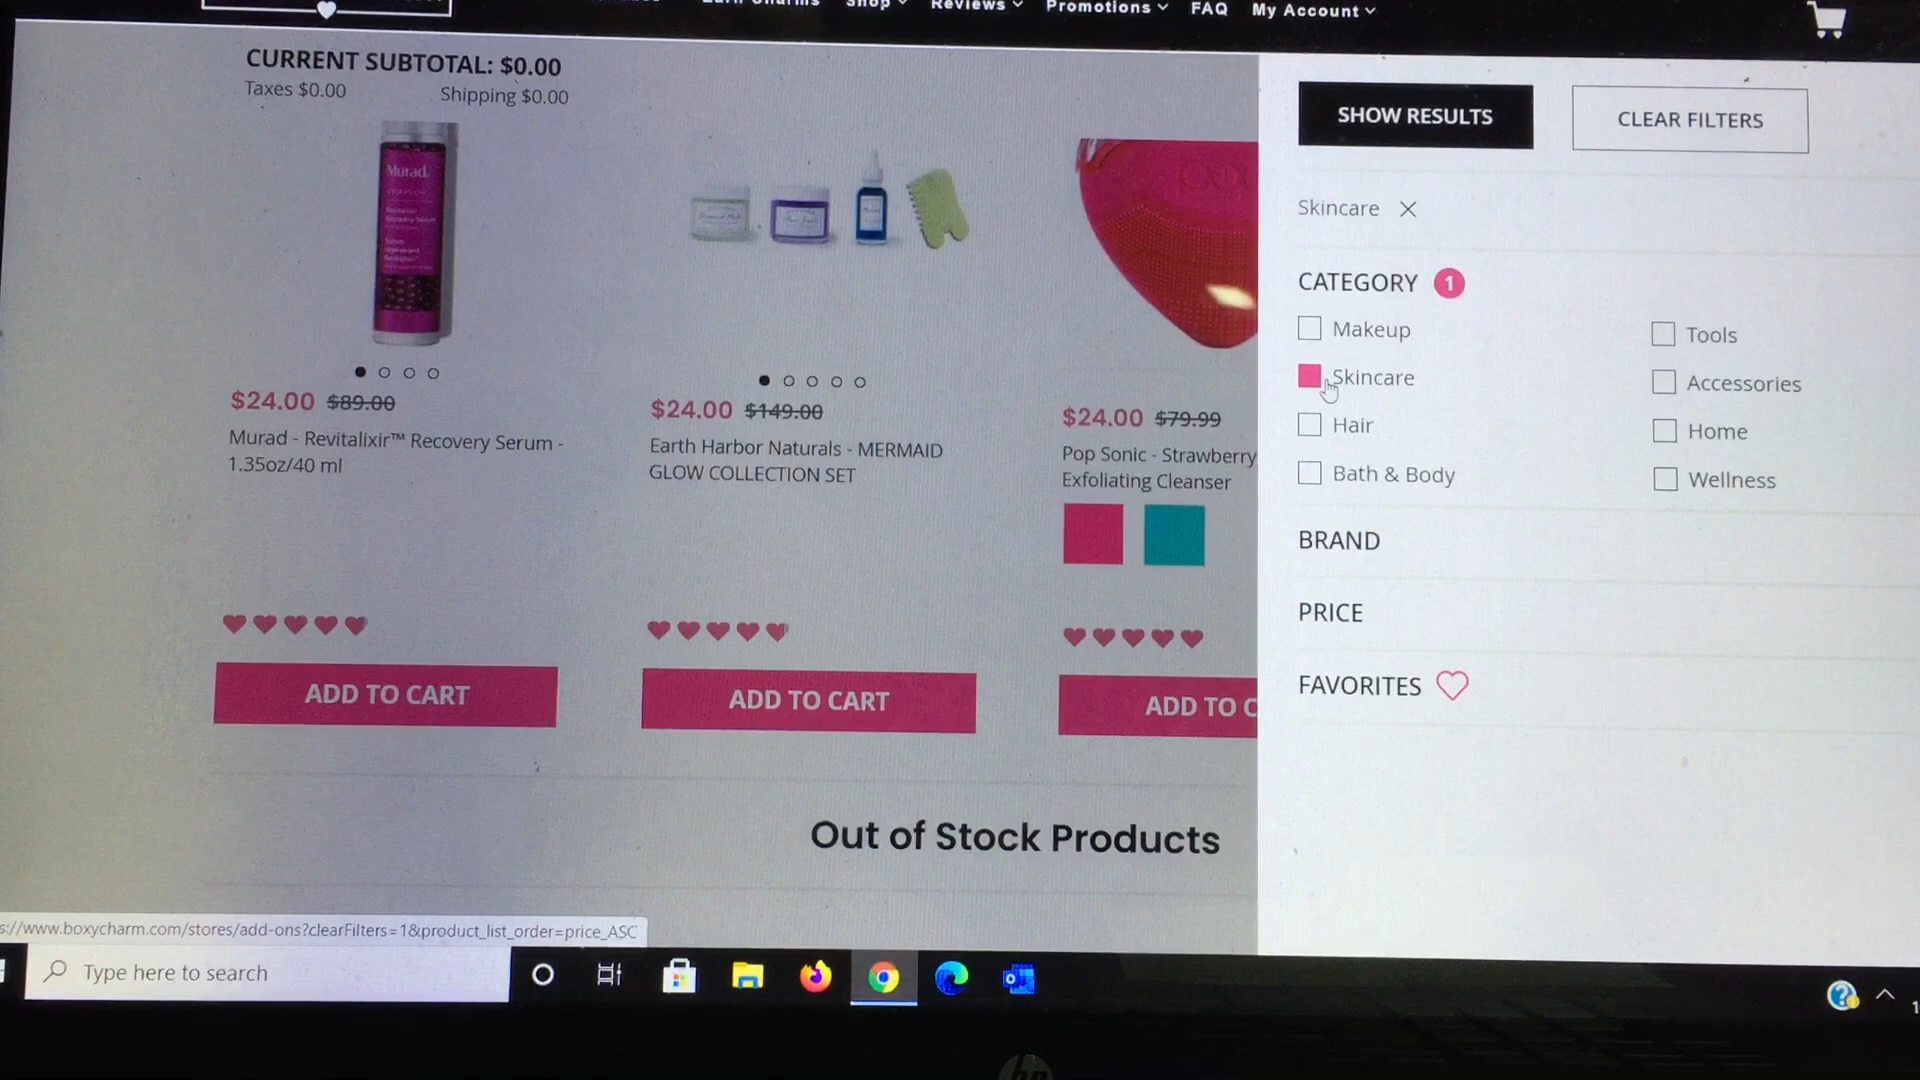 Shop
Reviews
Promotions
FAQ
My Account
CURRENT SUBTOTAL: $0.00
Taxes $0.00
Shipping $0.00
Murad.
$24.00 $89.00
Murad - Revitalixir™ Recovery Serum -
1.35oz/40 ml
ADD TO CART
$24.00 $149.00
Earth Harbor Naturals - MERMAID
GLOW COLLECTION SET
ADD TO CART
$24.00 $79.99
Pop Sonic - Strawberry
Exfoliating Cleanser
ADD TO C
Out of Stock Products
SHOW RESULTS
CLEAR FILTERS
Skincare
CATEGORY 1
Makeup
Skincare
Hair
Bath & Body
Tools
Accessories
Home
Wellness
BRAND
PRICE
FAVORITES
s://www.boxycharm.com/stores/add-ons?clearFilters=1&product_list_order=price_ASC
Type here to search
hp